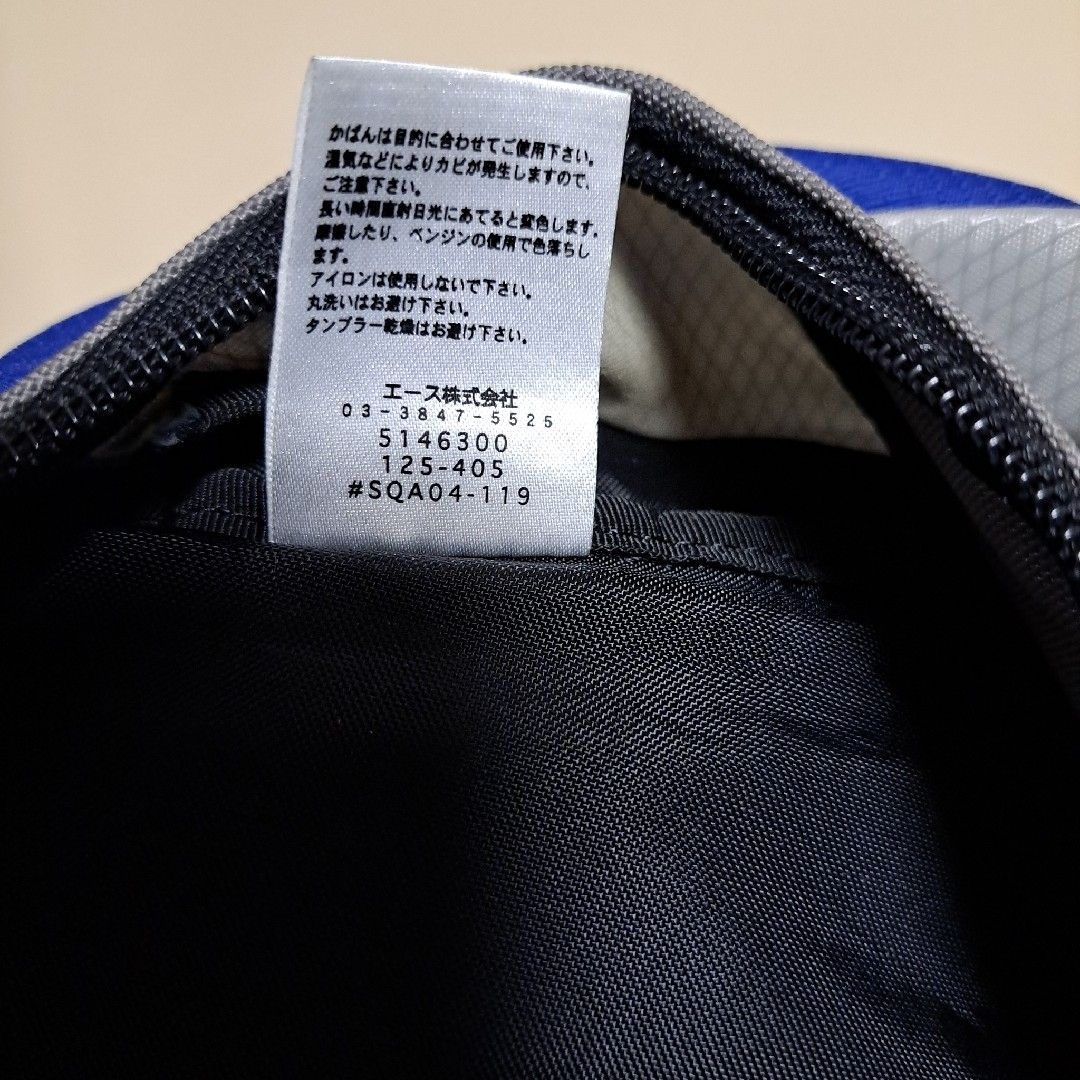 かばんは目的に合わせてご使用下さい。
湿気などによりカビが発生しますので、
ご注意下さい。
長い時間直射日光にあてると変色します。
摩擦したり、ベンジンの使用で色落ちし
ます。
アイロンは使用しないで下さい。
丸洗いはお避け下さい。
タンブラー乾燥はお避け下さい。
エース株式会社
03-3847-5525
5146300
125-405
#SQA04-119